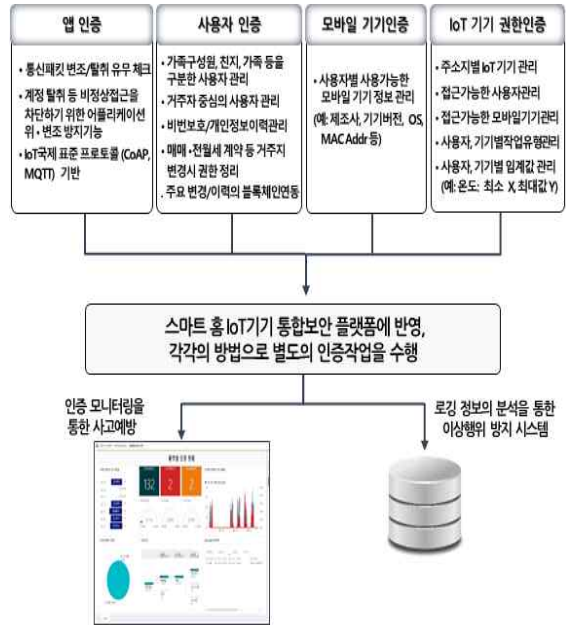 앱 인증
• 통신패킷 변조/탈취 유무 체크
• 계정 탈취 등 비정상접근을
차단하기 위한 어플리케이션
위·변조 방지기능
• IoT국제 표준 프로토콜 (CoAP,
MQTT) 기반
사용자 인증
• 가족구성원, 친지, 가족 등을
구분한 사용자 관리
• 거주자 중심의 사용자 관리
• 비번보호/개인정보이력관리
• 매매·전월세 계약 등 거주지
변경시 권한 정리
. 주요 변경/이력의 블록체인연동
모바일 기기인증
• 사용자별 사용가능한
모바일 기기 정보 관리
(예: 제조사, 기기버전, OS,
MAC Addr 등)
IoT 기기 권한인증
• 주소지별 IoT 기기 관리
• 접근가능한 사용자관리
• 접근가능한 모바일기기관리
• 사용자, 기기별작업유형관리
• 사용자, 기기별 임계값 관리
(예: 온도: 최소 X, 최대값 Y)
스마트 홈 IoT기기 통합보안 플랫폼에 반영,
각각의 방법으로 별도의 인증작업을 수행
인증 모니터링을
통한 사고예방
로깅 정보의 분석을 통한
이상행위 방지 시스템
132
2
2